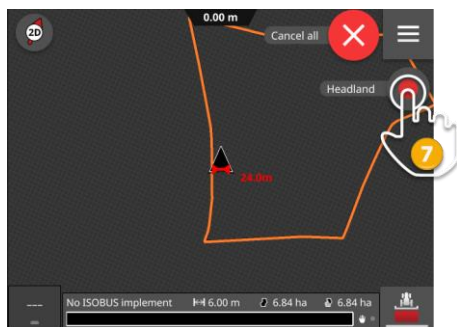 0.00 m
2D
Cancel all
Headland
7
24.0m
---
No ISOBUS implement 6.00 m 6.84 ha 6.84 ha